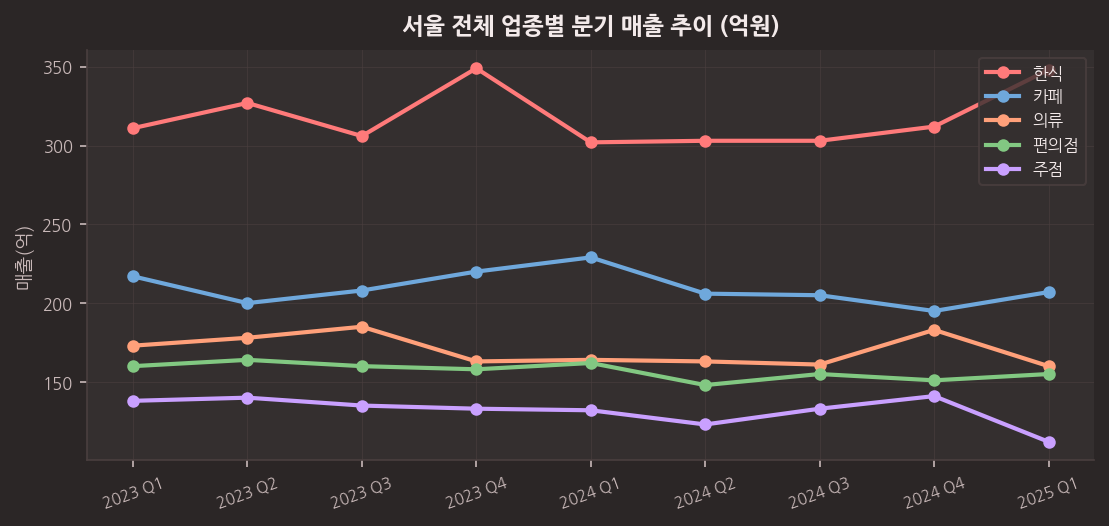 서울 전체 업종별 분기 매출 추이 (억원)
매출(억)
350
300
250
200
150
한식
카페
의류
편의점
주점
2023 Q1
2023 Q2
2023 Q3
2023 Q4
2024 Q1
2024 Q2
2024 Q3
2024 Q4
2025 Q1